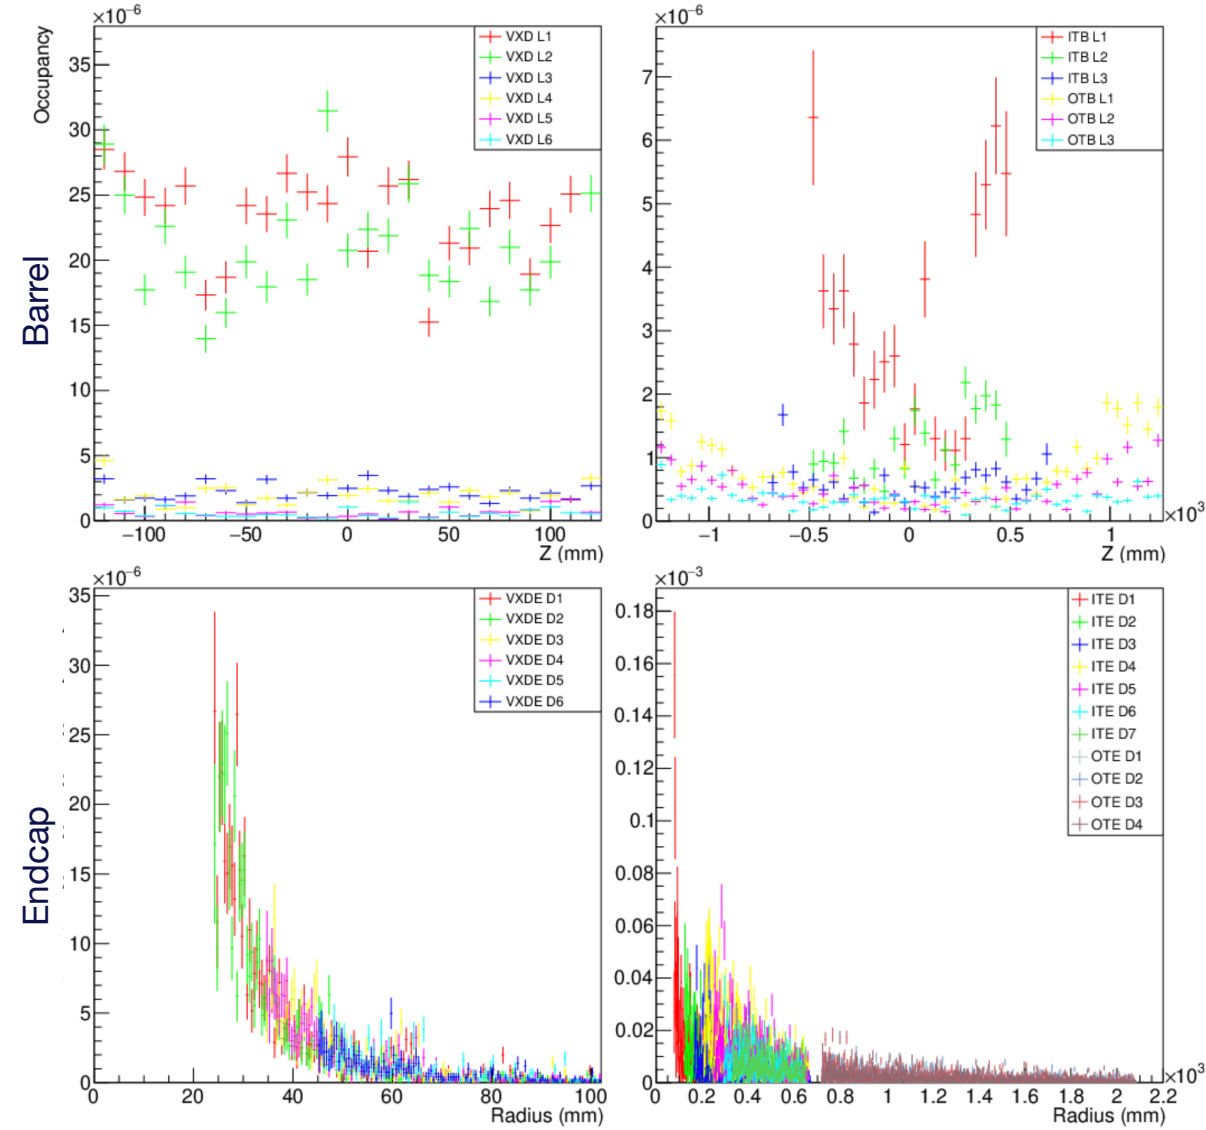 ×10⁻⁶
Occupancy
35
30
25
20
15
10
5
0
VXD L1
VXD L2
VXD L3
VXD L4
VXD L5
VXD L6
−100
−50
0
50
100
Z (mm)
×10⁻⁶
7
6
5
4
3
2
1
0
ITB L1
ITB L2
ITB L3
OTB L1
OTB L2
OTB L3
−1
−0.5
0
0.5
1
×10³
Z (mm)
Barrel
×10⁻⁶
35
30
25
20
15
10
5
0
VXDE D1
VXDE D2
VXDE D3
VXDE D4
VXDE D5
VXDE D6
0
20
40
60
80
100
Radius (mm)
×10⁻³
0.18
0.16
0.14
0.12
0.1
0.08
0.06
0.04
0.02
0
ITE D1
ITE D2
ITE D3
ITE D4
ITE D5
ITE D6
ITE D7
OTE D1
OTE D2
OTE D3
OTE D4
0
0.2
0.4
0.6
0.8
1
1.2
1.4
1.6
1.8
2
2.2
×10³
Radius (mm)
Endcap